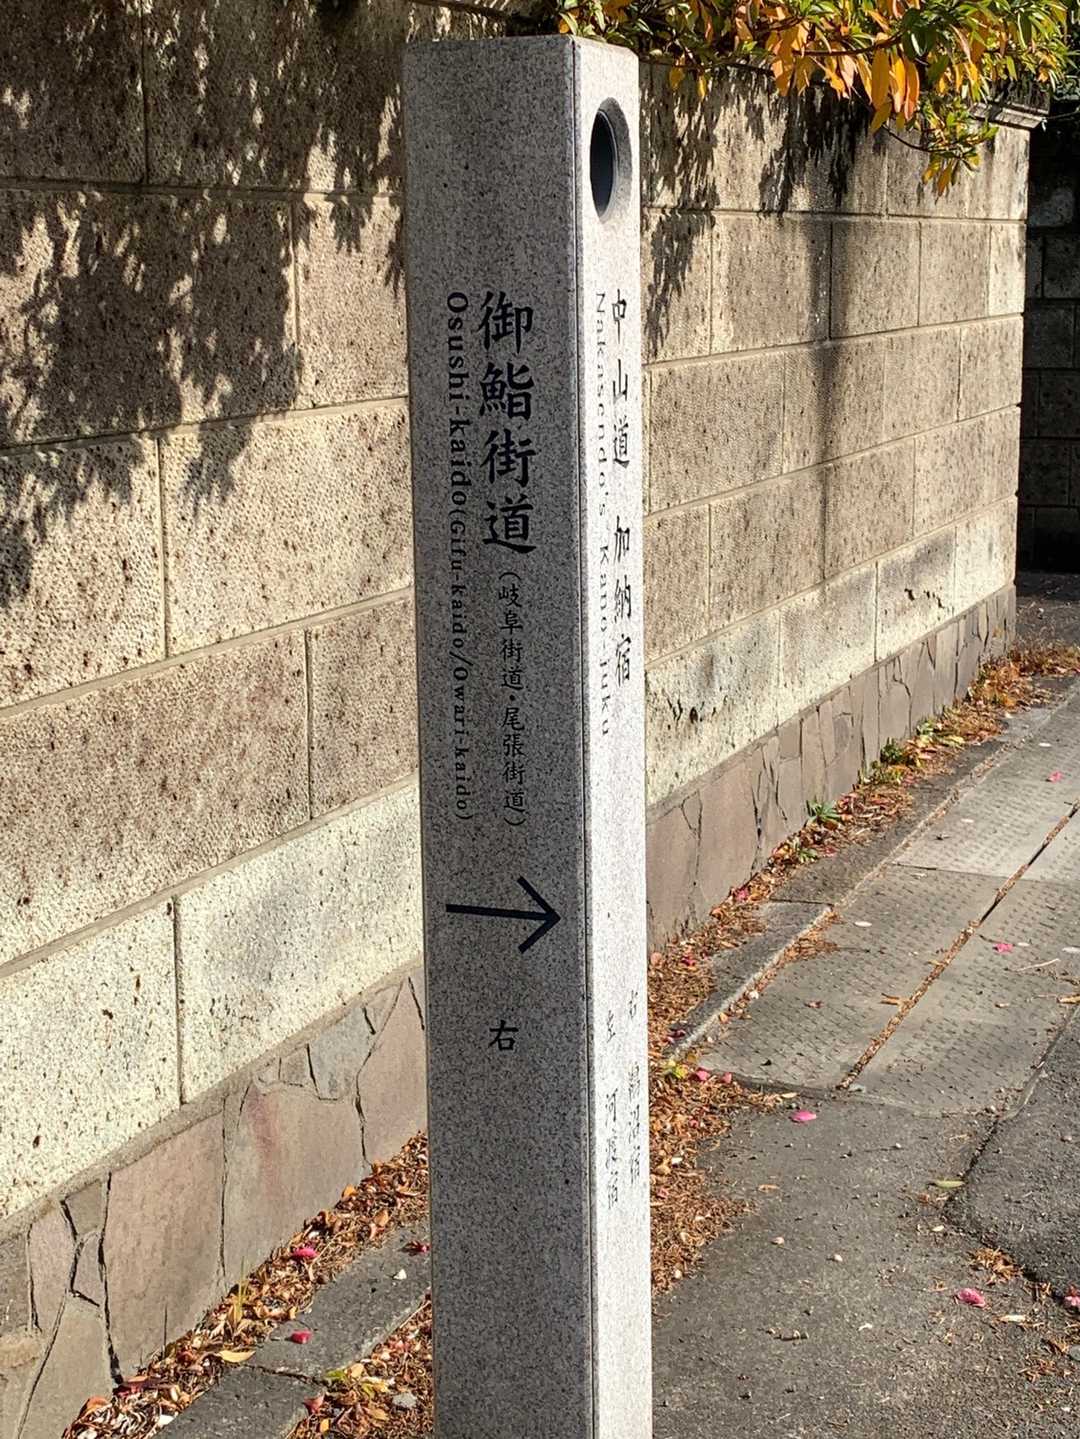 御鮨街道
(岐阜街道・尾張街道)
Osushi-kaido(Gifu-kaido/Owari-kaido)
→
右
中山道 加納宿
Nakasendo's Kano-juku
右 鵜沼宿
左 河渡宿